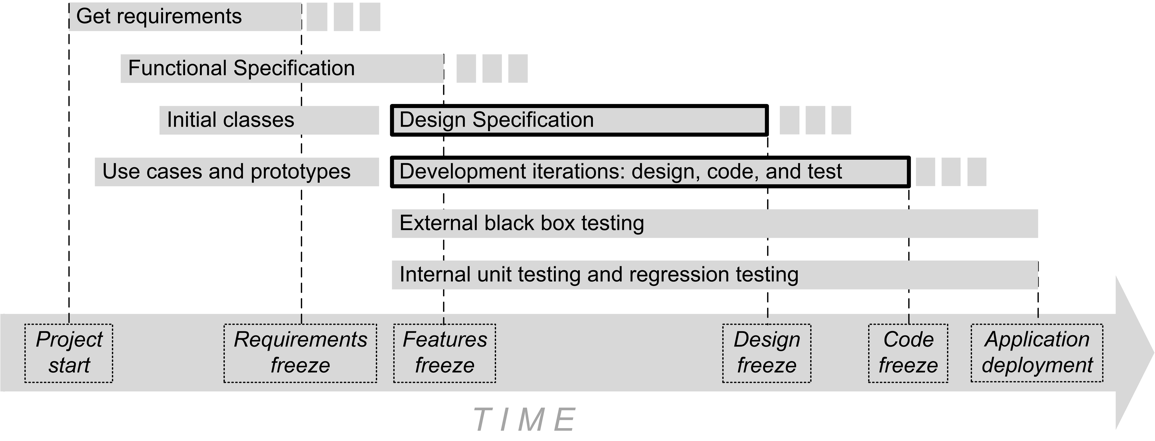 Get requirements
Functional Specification
Initial classes
Design Specification
Use cases and prototypes
Development iterations: design, code, and test
External black box testing
Internal unit testing and regression testing
Project
start
Requirements
freeze
Features
freeze
Design
freeze
Code
freeze
Application
deployment
TIME